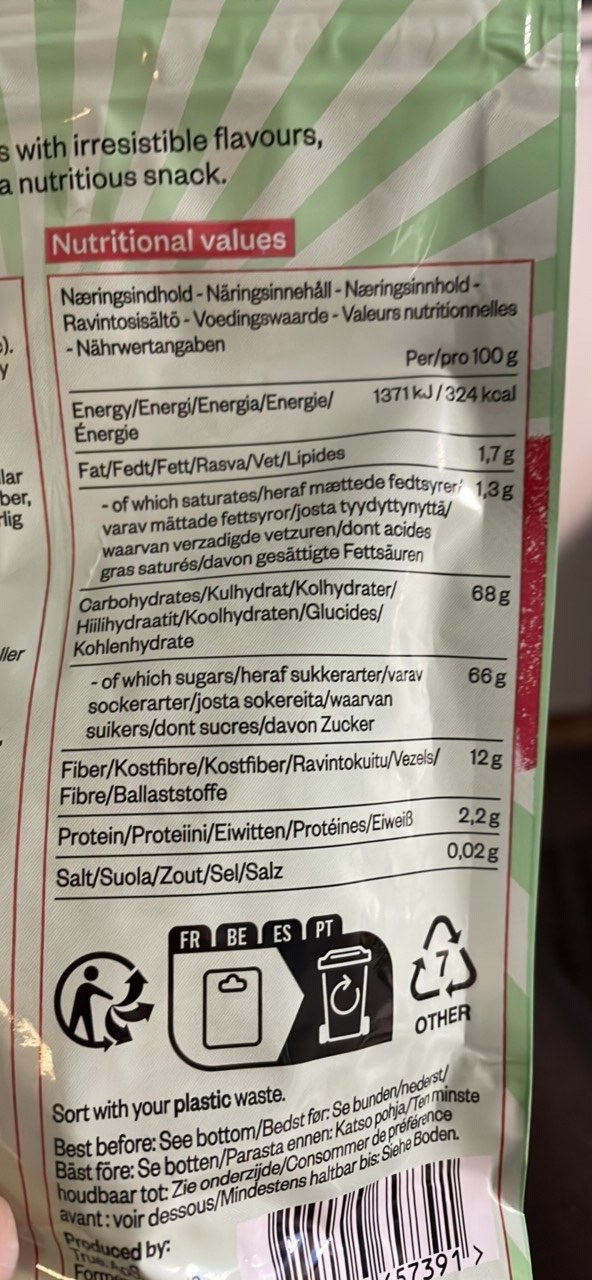 s with irresistible flavours,
a nutritious snack.
Nutritional values
Næringsindhold - Näringsinnehåll - Næringsinnhold -
Ravintosisältö - Voedingswaarde - Valeurs nutritionnelles
- Nährwertangaben
Per/pro 100 g
Energy/Energi/Energia/Energie/ 1371 kJ / 324 kcal
Énergie
Fat/Fedt/Fett/Rasva/Vet/Lipides 1,7 g
- of which saturates/heraf mættede fedtsyrer/ 1,3 g
varav mättade fettsyror/josta tyydyttynyttä/
waarvan verzadigde vetzuren/dont acides
gras saturés/davon gesättigte Fettsäuren
Carbohydrates/Kulhydrat/Kolhydrater/ 68 g
Hiilihydraatit/Koolhydraten/Glucides/
Kohlenhydrate
- of which sugars/heraf sukkerarter/varav 66 g
sockerarter/josta sokereita/waarvan
suikers/dont sucres/davon Zucker
Fiber/Kostfibre/Kostfiber/Ravintokuitu/Vezels/ 12 g
Fibre/Ballaststoffe
Protein/Proteiini/Eiwitten/Protéines/Eiweiß 2,2 g
Salt/Suola/Zout/Sel/Salz 0,02 g
FR BE ES PT
7
OTHER
Sort with your plastic waste.
Best before: See bottom/Bedst før: Se bunden/nederst/
Bäst före: Se botten/Parasta ennen: Katso pohja/Ten minste
houdbaar tot: Zie onderzijde/Consommer de préférence
avant : voir dessous/Mindestens haltbar bis: Siehe Boden.
Produced by:
57391
lar
ber,
rlig
ller